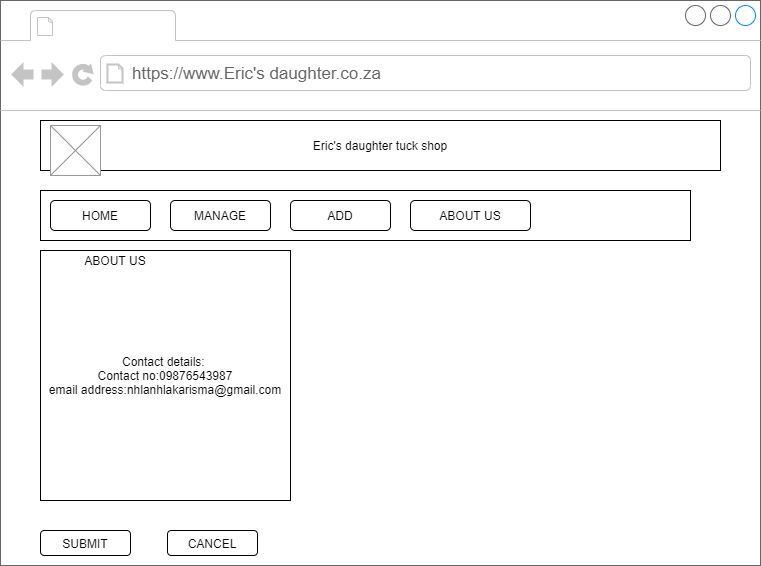 https://www.Eric's daughter.co.za
Eric's daughter tuck shop
HOME
MANAGE
ADD
ABOUT US
ABOUT US
Contact details:
Contact no:09876543987
email address:nhlanhlakarisma@gmail.com
SUBMIT
CANCEL